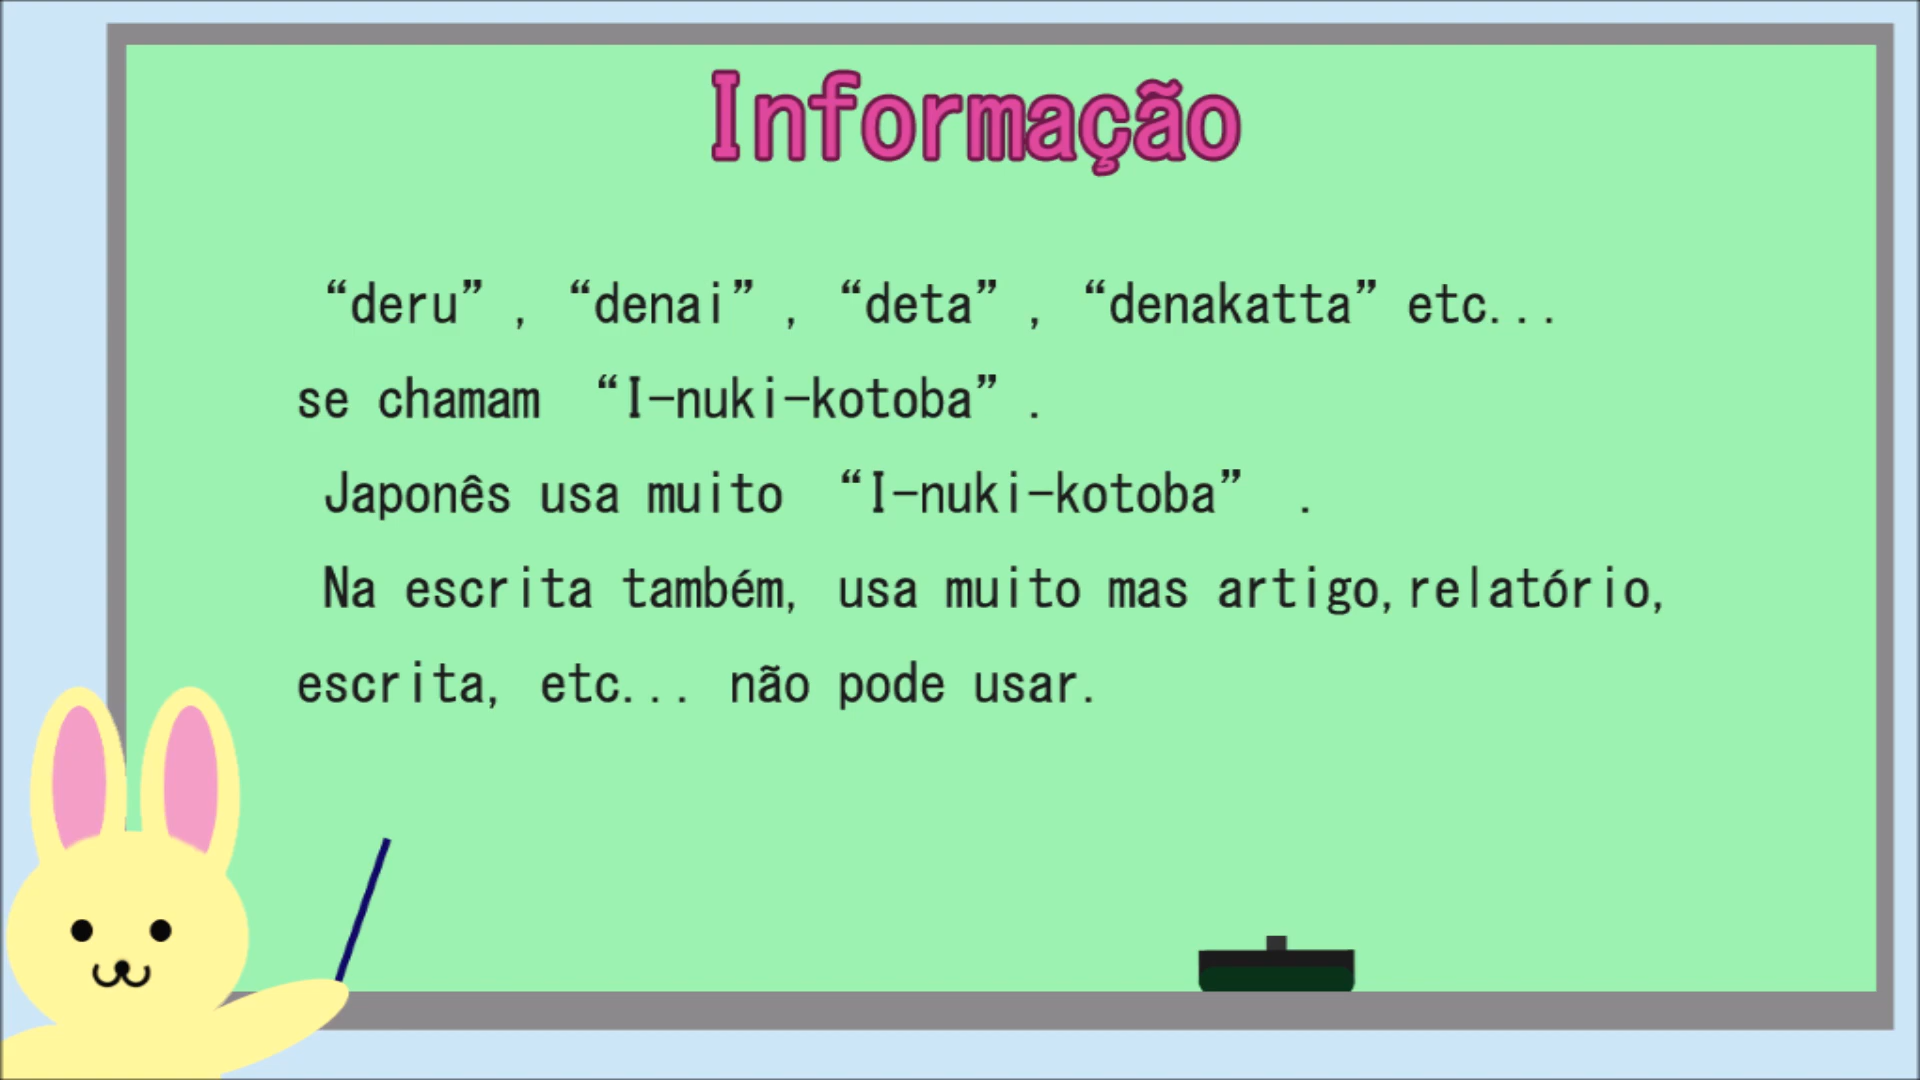 Informação
“deru”, “denai”, “deta”, “denakatta” etc...
se chamam “I-nuki-kotoba”.
Japonês usa muito “I-nuki-kotoba” .
Na escrita também, usa muito mas artigo,relatório,
escrita, etc... não pode usar.